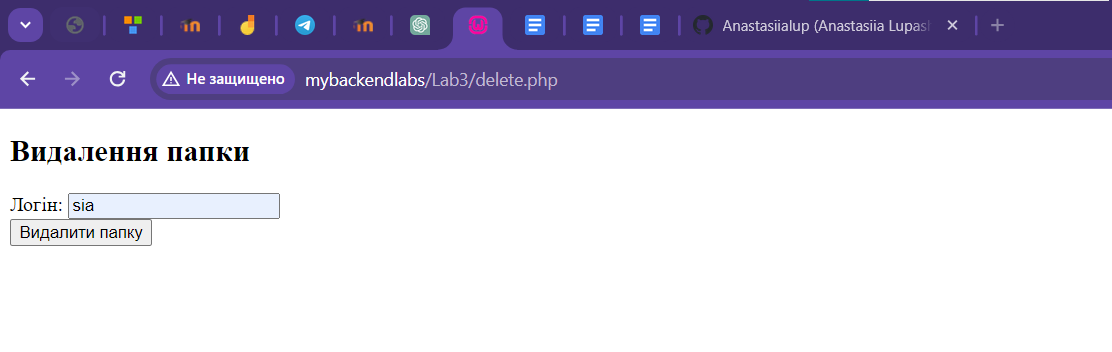 Anastasiialup (Anastasiia Lupas
Не защищено
mybackendlabs/Lab3/delete.php
Видалення папки
Логін: sia
Видалити папку